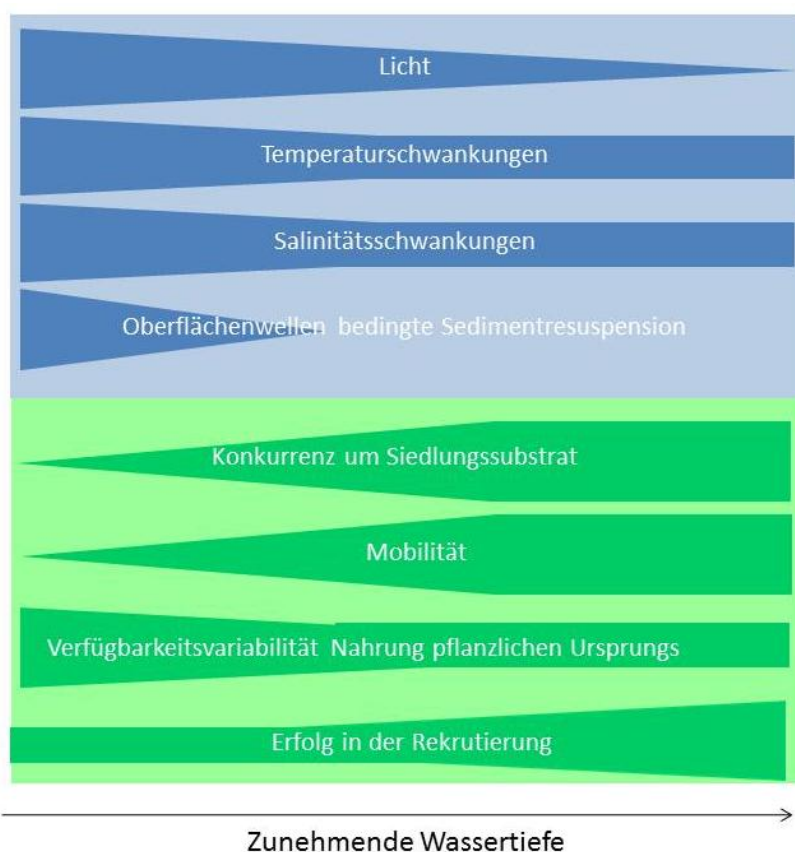 Licht
Temperaturschwankungen
Salinitätsschwankungen
Oberflächenwellen bedingte Sedimentresuspension
Konkurrenz um Siedlungssubstrat
Mobilität
Verfügbarkeitsvariabilität Nahrung pflanzlichen Ursprungs
Erfolg in der Rekrutierung
Zunehmende Wassertiefe